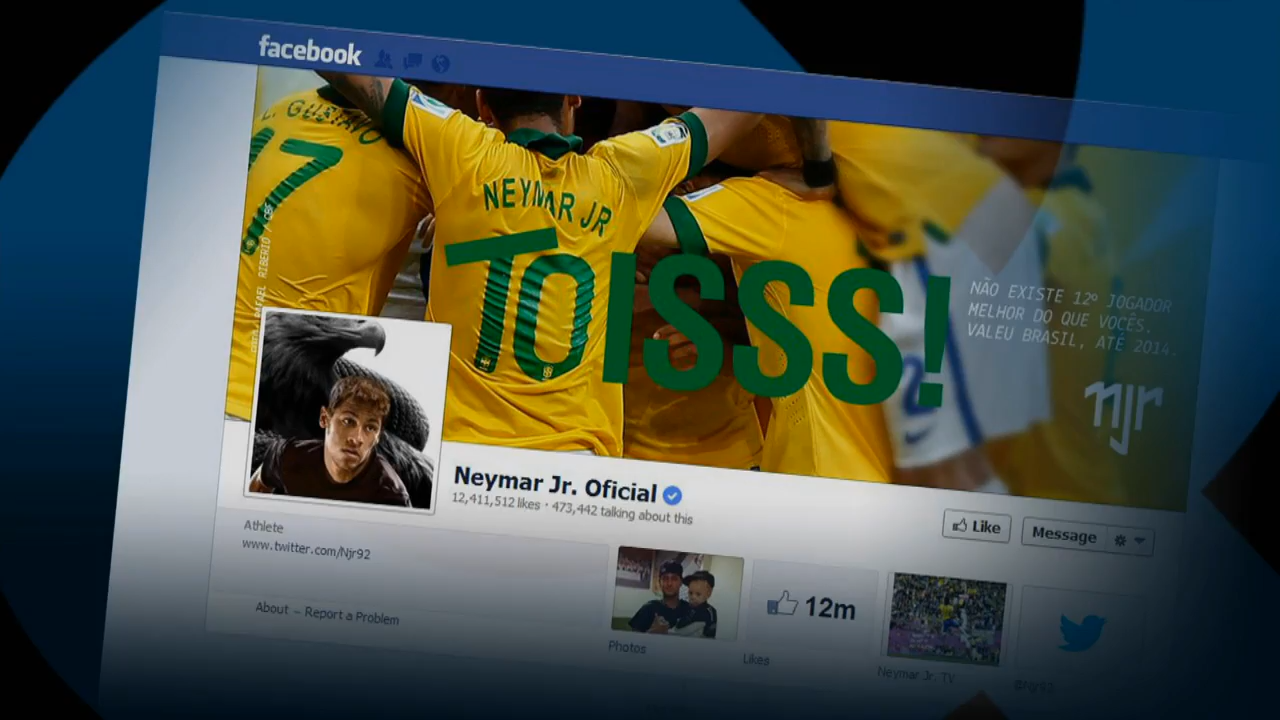 facebook
L. GUSTAVO
17
NEYMAR JR
TOISSS!
NÃO EXISTE 12º JOGADOR
MELHOR DO QUE VOCÊS.
VALEU BRASIL, ATÉ 2014.
njr
Neymar Jr. Oficial
12,411,512 likes · 473,442 talking about this
Like
Message
Athlete
www.twitter.com/Njr92
About – Report a Problem
12m
Photos
Likes
Neymar Jr. TV